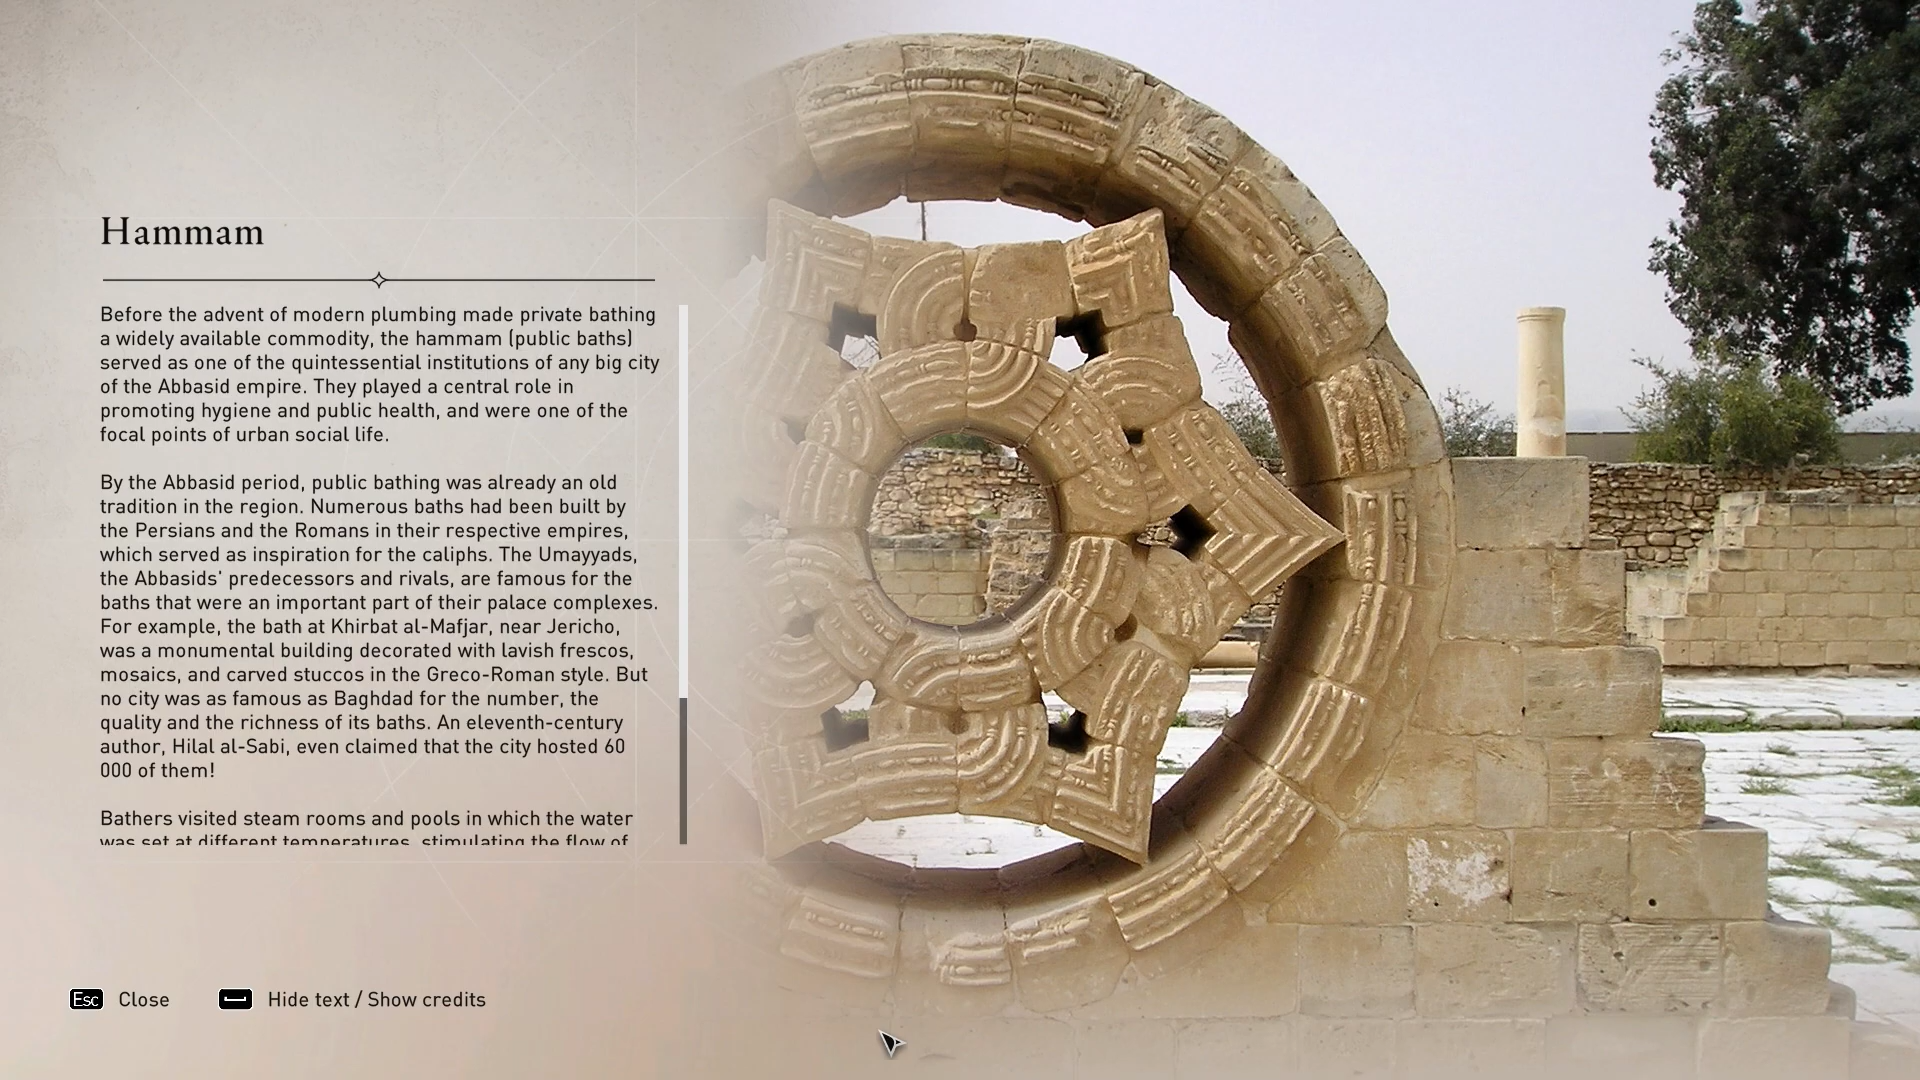 Hammam
Before the advent of modern plumbing made private bathing
a widely available commodity, the hammam (public baths)
served as one of the quintessential institutions of any big city
of the Abbasid empire. They played a central role in
promoting hygiene and public health, and were one of the
focal points of urban social life.
By the Abbasid period, public bathing was already an old
tradition in the region. Numerous baths had been built by
the Persians and the Romans in their respective empires,
which served as inspiration for the caliphs. The Umayyads,
the Abbasids' predecessors and rivals, are famous for the
baths that were an important part of their palace complexes.
For example, the bath at Khirbat al-Mafjar, near Jericho,
was a monumental building decorated with lavish frescos,
mosaics, and carved stuccos in the Greco-Roman style. But
no city was as famous as Baghdad for the number, the
quality and the richness of its baths. An eleventh-century
author, Hilal al-Sabi, even claimed that the city hosted 60
000 of them!
Bathers visited steam rooms and pools in which the water
was set at different temperatures, stimulating the flow of
Esc Close Hide text / Show credits